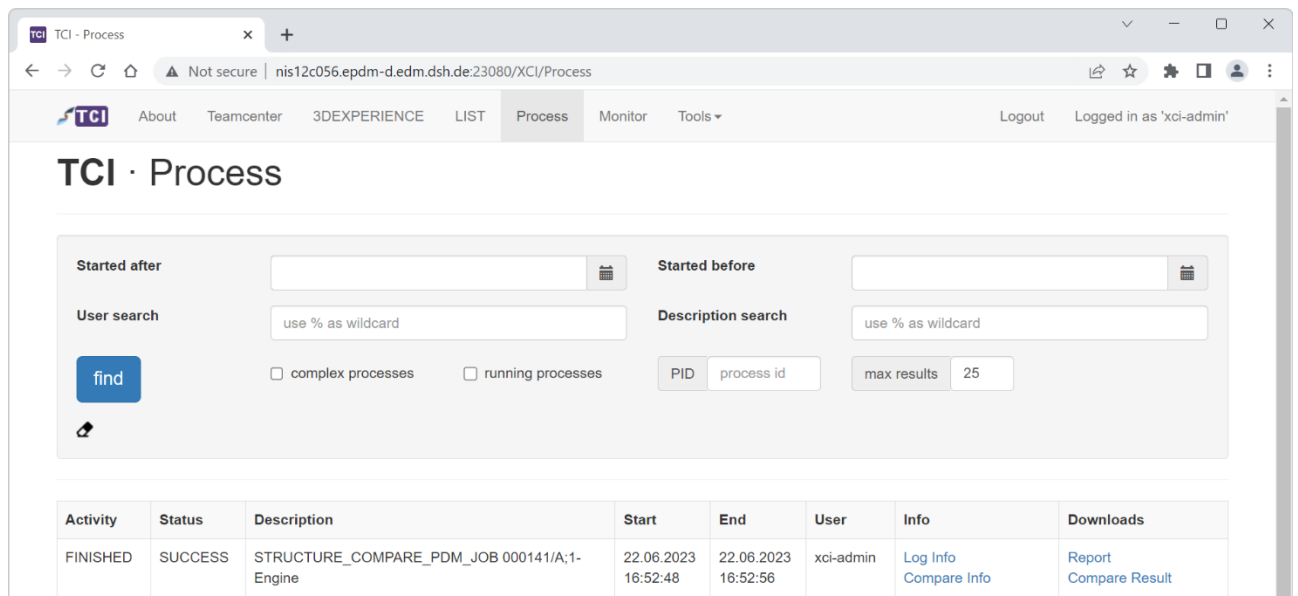 TCI TCI - Process
Not secure | nis12c056.epdm-d.edm.dsh.de:23080/XCI/Process
TCI About Teamcenter 3DEXPERIENCE LIST Process Monitor Tools Logout Logged in as 'xci-admin'
TCI · Process
Started after Started before
User search use % as wildcard Description search use % as wildcard
find complex processes running processes PID process id max results 25
Activity Status Description Start End User Info Downloads
FINISHED SUCCESS STRUCTURE_COMPARE_PDM_JOB 000141/A;1- 22.06.2023 22.06.2023 xci-admin Log Info Report
Engine 16:52:48 16:52:56 Compare Info Compare Result